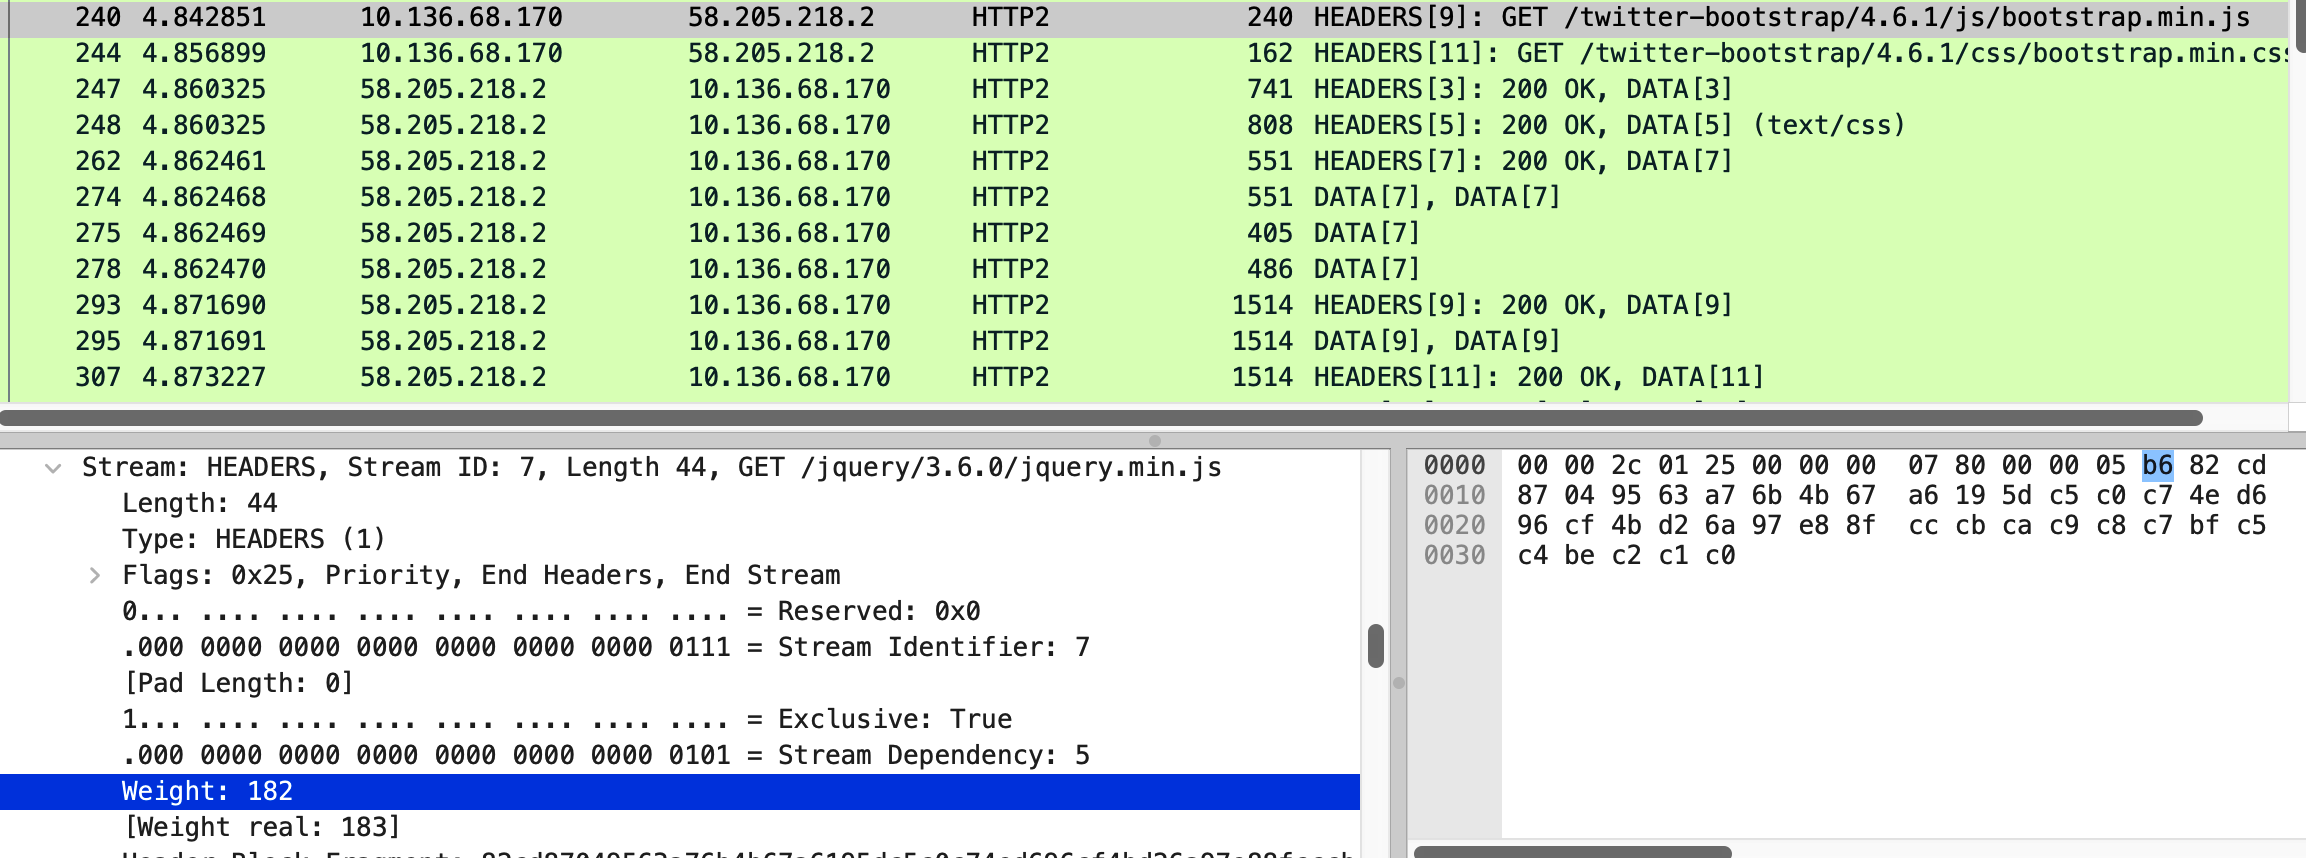 240 4.842851 10.136.68.170 58.205.218.2 HTTP2 240 HEADERS[9]: GET /twitter-bootstrap/4.6.1/js/bootstrap.min.js
244 4.856899 10.136.68.170 58.205.218.2 HTTP2 162 HEADERS[11]: GET /twitter-bootstrap/4.6.1/css/bootstrap.min.css
247 4.860325 58.205.218.2 10.136.68.170 HTTP2 741 HEADERS[3]: 200 OK, DATA[3]
248 4.860325 58.205.218.2 10.136.68.170 HTTP2 808 HEADERS[5]: 200 OK, DATA[5] (text/css)
262 4.862461 58.205.218.2 10.136.68.170 HTTP2 551 HEADERS[7]: 200 OK, DATA[7]
274 4.862468 58.205.218.2 10.136.68.170 HTTP2 551 DATA[7], DATA[7]
275 4.862469 58.205.218.2 10.136.68.170 HTTP2 405 DATA[7]
278 4.862470 58.205.218.2 10.136.68.170 HTTP2 486 DATA[7]
293 4.871690 58.205.218.2 10.136.68.170 HTTP2 1514 HEADERS[9]: 200 OK, DATA[9]
295 4.871691 58.205.218.2 10.136.68.170 HTTP2 1514 DATA[9], DATA[9]
307 4.873227 58.205.218.2 10.136.68.170 HTTP2 1514 HEADERS[11]: 200 OK, DATA[11]
Stream: HEADERS, Stream ID: 7, Length 44, GET /jquery/3.6.0/jquery.min.js
Length: 44
Type: HEADERS (1)
Flags: 0x25, Priority, End Headers, End Stream
0... .... .... .... .... .... .... .... = Reserved: 0x0
.000 0000 0000 0000 0000 0000 0000 0111 = Stream Identifier: 7
[Pad Length: 0]
1... .... .... .... .... .... .... .... = Exclusive: True
.000 0000 0000 0000 0000 0000 0000 0101 = Stream Dependency: 5
Weight: 182
[Weight real: 183]
0000 00 00 2c 01 25 00 00 00 07 80 00 00 05 b6 82 cd
0010 87 04 95 63 a7 6b 4b 67 a6 19 5d c5 c0 c7 4e d6
0020 96 cf 4b d2 6a 97 e8 8f cc cb ca c9 c8 c7 bf c5
0030 c4 be c2 c1 c0